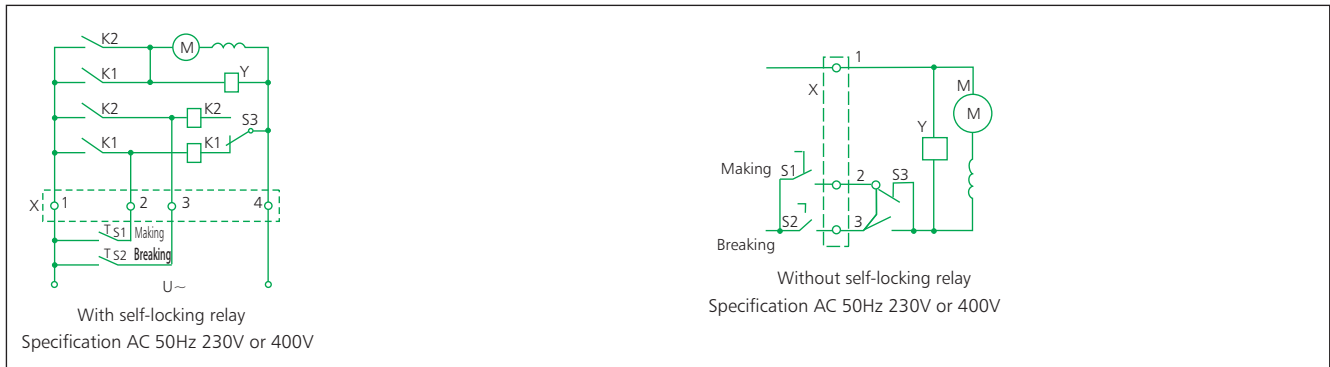 K2
M
K1
Y
K2
K2
S3
K1
K1
X
1
2
3
4
S1 Making
S2 Breaking
U~
With self-locking relay
Specification AC 50Hz 230V or 400V
1
X
M
M
Y
Making
S1
2
S3
S2
3
Breaking
Without self-locking relay
Specification AC 50Hz 230V or 400V